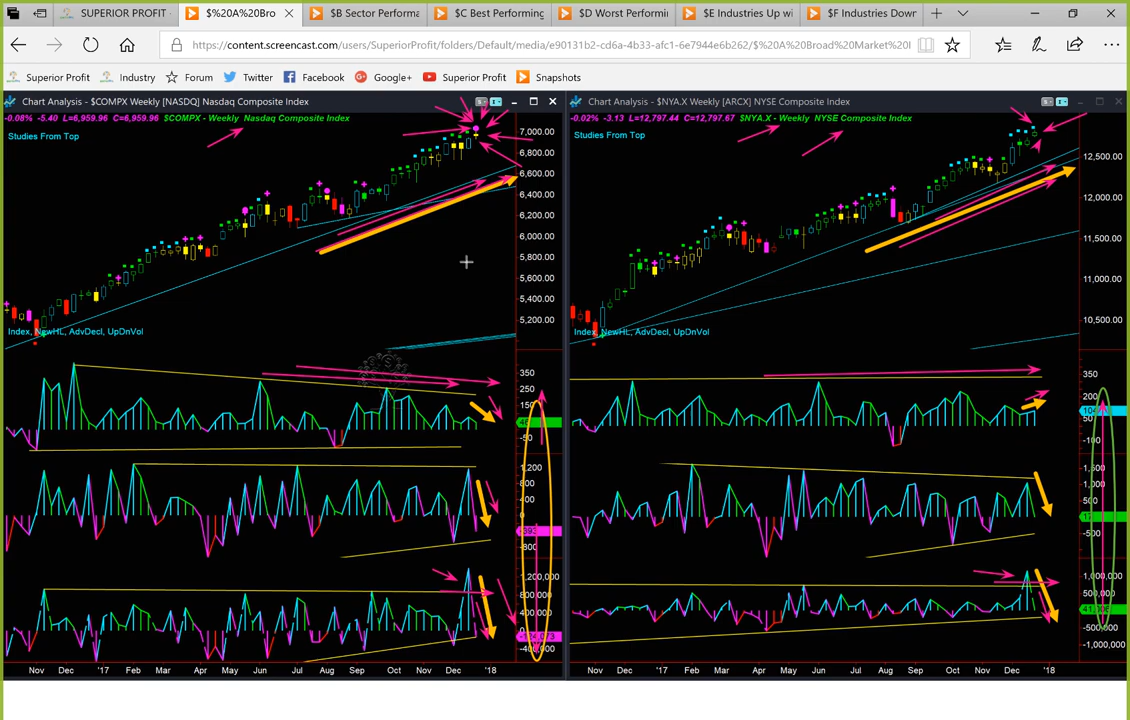 SUPERIOR PROFIT -
$%20A%20Bro
$B Sector Performa
$C Best Performing
$D Worst Performin
$E Industries Up wi
$F Industries Down
https://content.screencast.com/users/SuperiorProfit/folders/Default/media/e90131b2-cd6a-4b33-afc1-6e7944e6b262/$%20A%20Broad%20Market%20I
Superior Profit
Industry
Forum
Twitter
Facebook
Google+
Superior Profit
Snapshots
Chart Analysis - $COMPX Weekly [NASDQ] Nasdaq Composite Index
-0.08% -5.40 L=6,959.96 C=6,959.96 $COMPX - Weekly Nasdaq Composite Index
Studies From Top
7,000.00
6,800.00
6,600.00
6,400.00
6,200.00
6,000.00
5,800.00
5,600.00
5,400.00
5,200.00
Index, NewHL, AdvDecl, UpDnVol
350
250
150
-50
1,200
800
400
0
-800
1,200,000
800,000
400,000
0
Nov Dec '17 Feb Mar Apr May Jun Jul Aug Sep Oct Nov Dec '18
Chart Analysis - $NYA.X Weekly [ARCX] NYSE Composite Index
-0.02% -3.13 L=12,797.44 C=12,797.67 $NYA.X - Weekly NYSE Composite Index
Studies From Top
12,500.00
12,000.00
11,500.00
11,000.00
10,500.00
Index, NewHL, AdvDecl, UpDnVol
350
200
50
-100
1,500
1,000
500
-500
1,000,000
500,000
-500,000
-1,000,000
Nov Dec '17 Feb Mar Apr May Jun Jul Aug Sep Oct Nov Dec '18